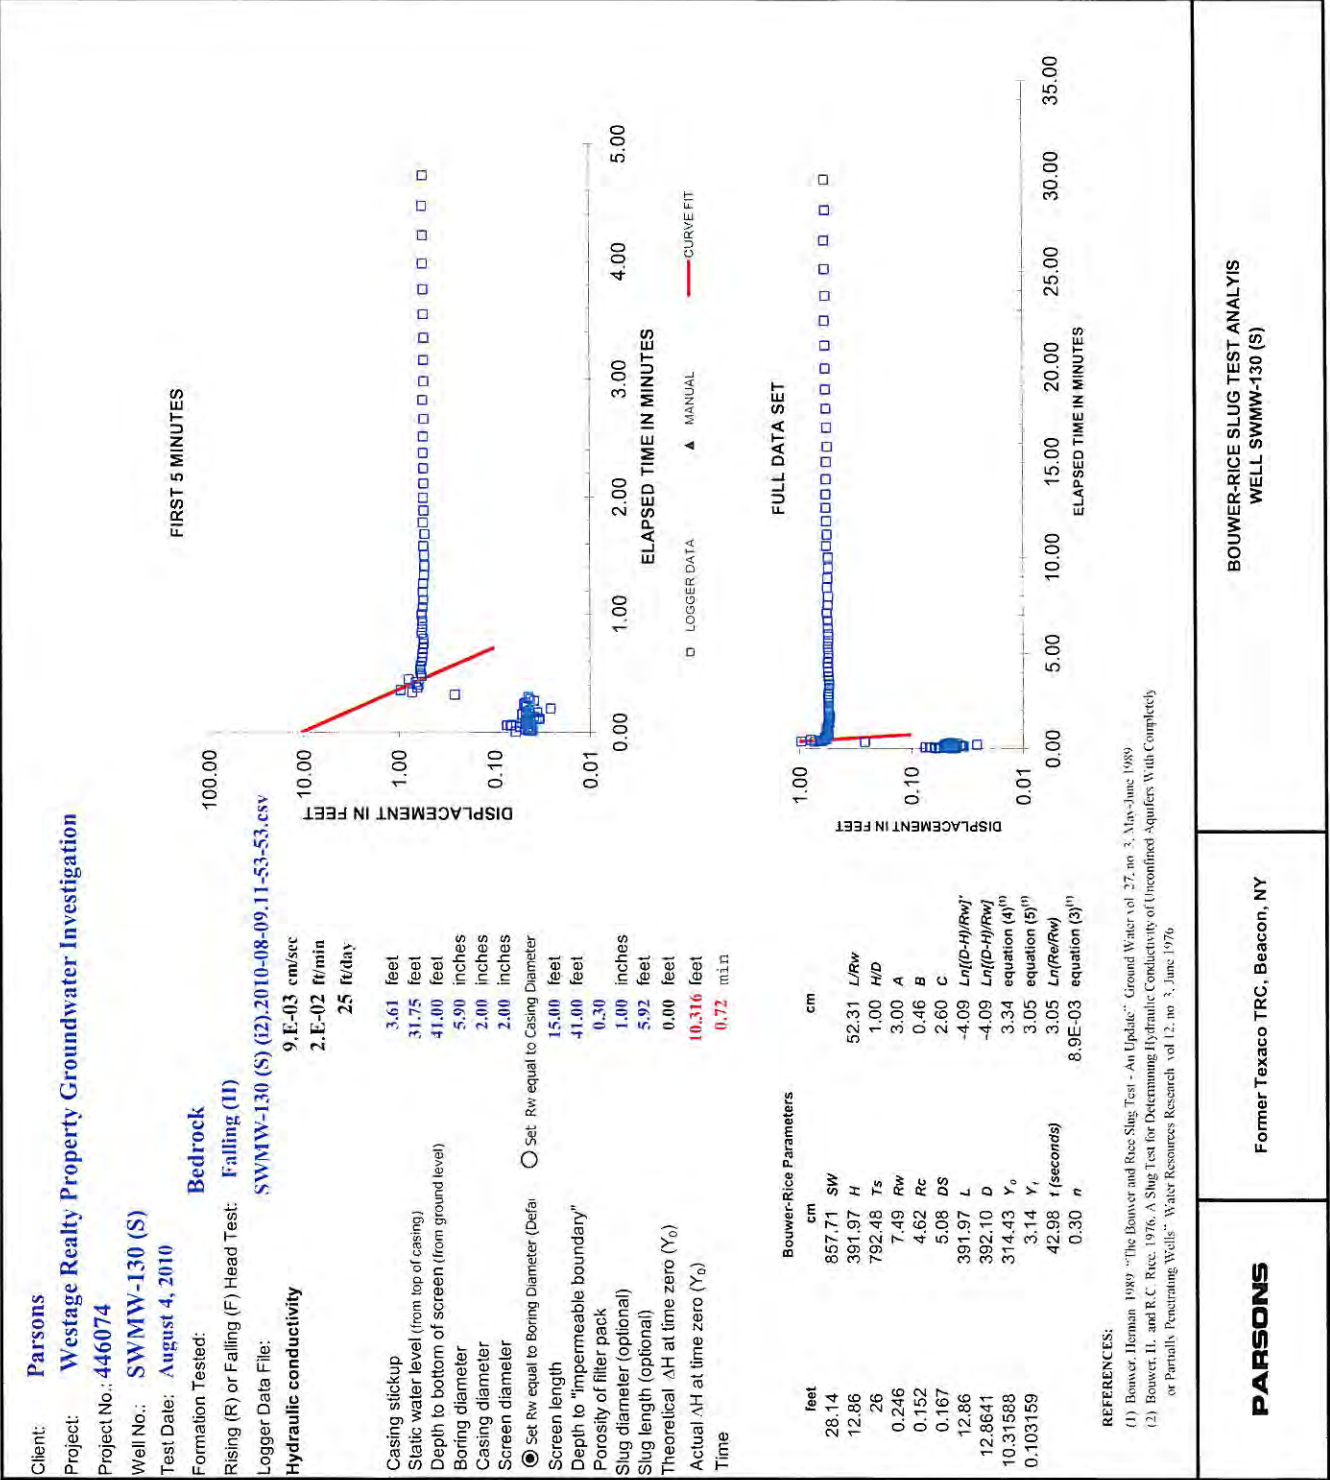 Client: Parsons
Project: Westage Realty Property Groundwater Investigation
Project No.: 446074
Well No.: SWMW-130 (S)
Test Date: August 4, 2010
Formation Tested: Bedrock
Rising (R) or Falling (F) Head Test: Falling (II)
Logger Data File: SWMW-130 (S) (i2).2010-08-09.11-53-53.csv
Hydraulic conductivity 9.E-03 cm/sec
2.E-02 ft/min
25 ft/day
Casing stickup 3.61 feet
Static water level (from top of casing) 31.75 feet
Depth to bottom of screen (from ground level) 41.00 feet
Boring diameter 5.90 inches
Casing diameter 2.00 inches
Screen diameter 2.00 inches
Set Rw equal to Boring Diameter (Defai Set Rw equal to Casing Diameter
Screen length 15.00 feet
Depth to "impermeable boundary" 41.00 feet
Porosity of filter pack 0.30
Slug diameter (optional) 1.00 inches
Slug length (optional) 5.92 feet
Theoretical ΔH at time zero (Y0) 0.00 feet
Actual ΔH at time zero (Y0) 10.316 feet
Time 0.72 min
FIRST 5 MINUTES
100.00
10.00
1.00
0.10
0.01
DISPLACEMENT IN FEET
0.00 1.00 2.00 3.00 4.00 5.00
ELAPSED TIME IN MINUTES
LOGGER DATA MANUAL CURVE FIT
Bouwer-Rice Parameters
feet cm cm
28.14 857.71 SW
12.86 391.97 H 52.31 L/Rw
26 792.48 Ts 1.00 H/D
0.246 7.49 Rw 3.00 A
0.152 4.62 Rc 0.46 B
0.167 5.08 DS 2.60 C
12.86 391.97 L -4.09 Ln[(D-H)/Rw]'
12.8641 392.10 D -4.09 Ln[(D-H)/Rw]
10.31588 314.43 Yo 3.34 equation (4)(1)
0.103159 3.14 Yt 3.05 equation (5)(1)
42.98 t (seconds) 3.05 Ln(Re/Rw)
0.30 n 8.9E-03 equation (3)(1)
FULL DATA SET
1.00
0.10
0.01
DISPLACEMENT IN FEET
0.00 5.00 10.00 15.00 20.00 25.00 30.00 35.00
ELAPSED TIME IN MINUTES
REFERENCES:
(1) Bouwer, Herman 1989 "The Bouwer and Rice Slug Test - An Update" Ground Water vol 27, no 3, May-June 1989
(2) Bouwer, H. and R.C. Rice. 1976, A Slug Test for Determining Hydraulic Conductivity of Unconfined Aquifers With Completely
or Partially Penetrating Wells" Water Resources Research vol 12, no 3, June 1976
PARSONS
Former Texaco TRC, Beacon, NY
BOUWER-RICE SLUG TEST ANALYIS
WELL SWMW-130 (S)